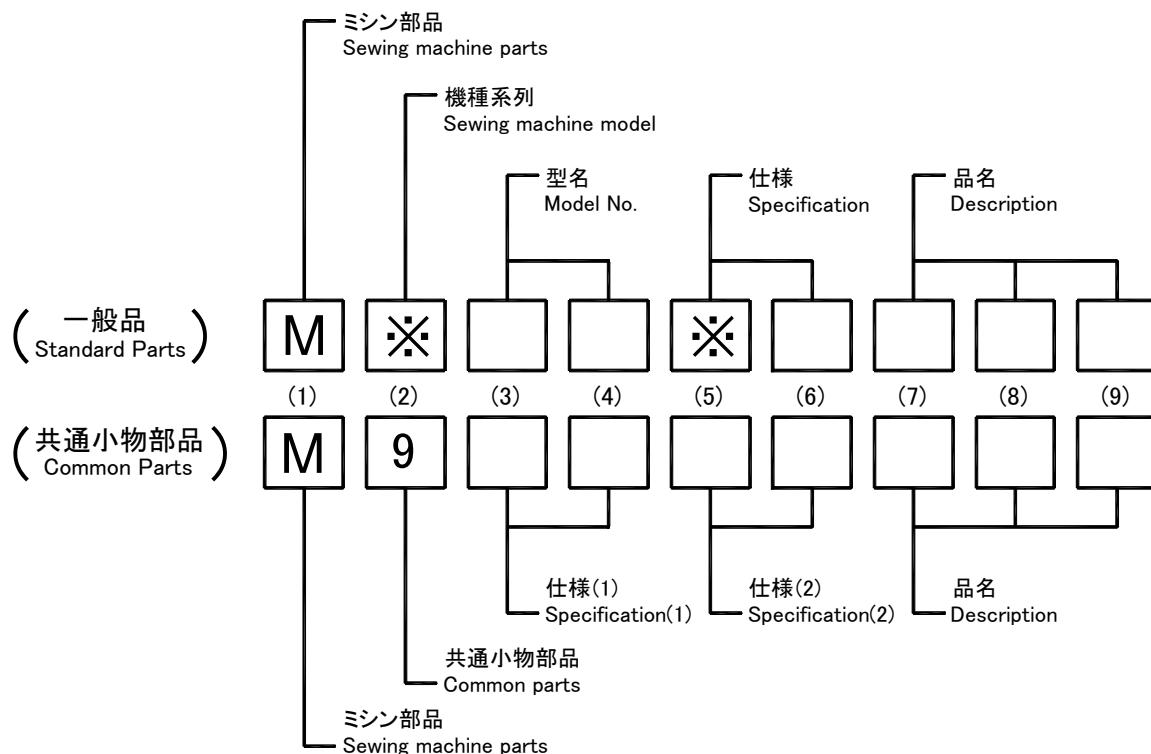 ミシン部品
Sewing machine parts
機種系列
Sewing machine model
型名
Model No.
仕様
Specification
品名
Description
(一般品
Standard Parts)
M ※ ※
(1) (2) (3) (4) (5) (6) (7) (8) (9)
(共通小物部品
Common Parts)
M 9
仕様(1)
Specification(1)
仕様(2)
Specification(2)
品名
Description
共通小物部品
Common parts
ミシン部品
Sewing machine parts